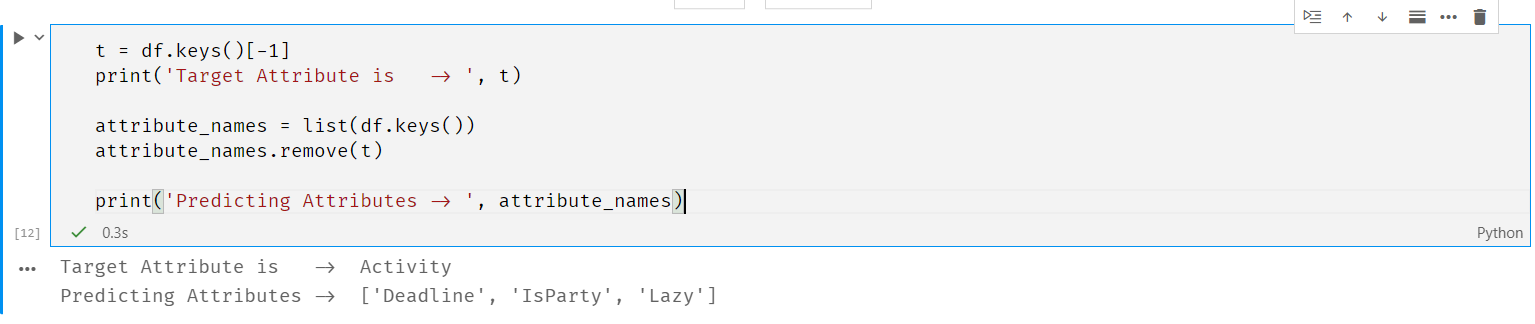 t = df.keys()[-1]
print('Target Attribute is   -> ', t)
attribute_names = list(df.keys())
attribute_names.remove(t)
print('Predicting Attributes -> ', attribute_names)
[12]
0.3s
Python
Target Attribute is   ->  Activity
Predicting Attributes ->  ['Deadline', 'IsParty', 'Lazy']